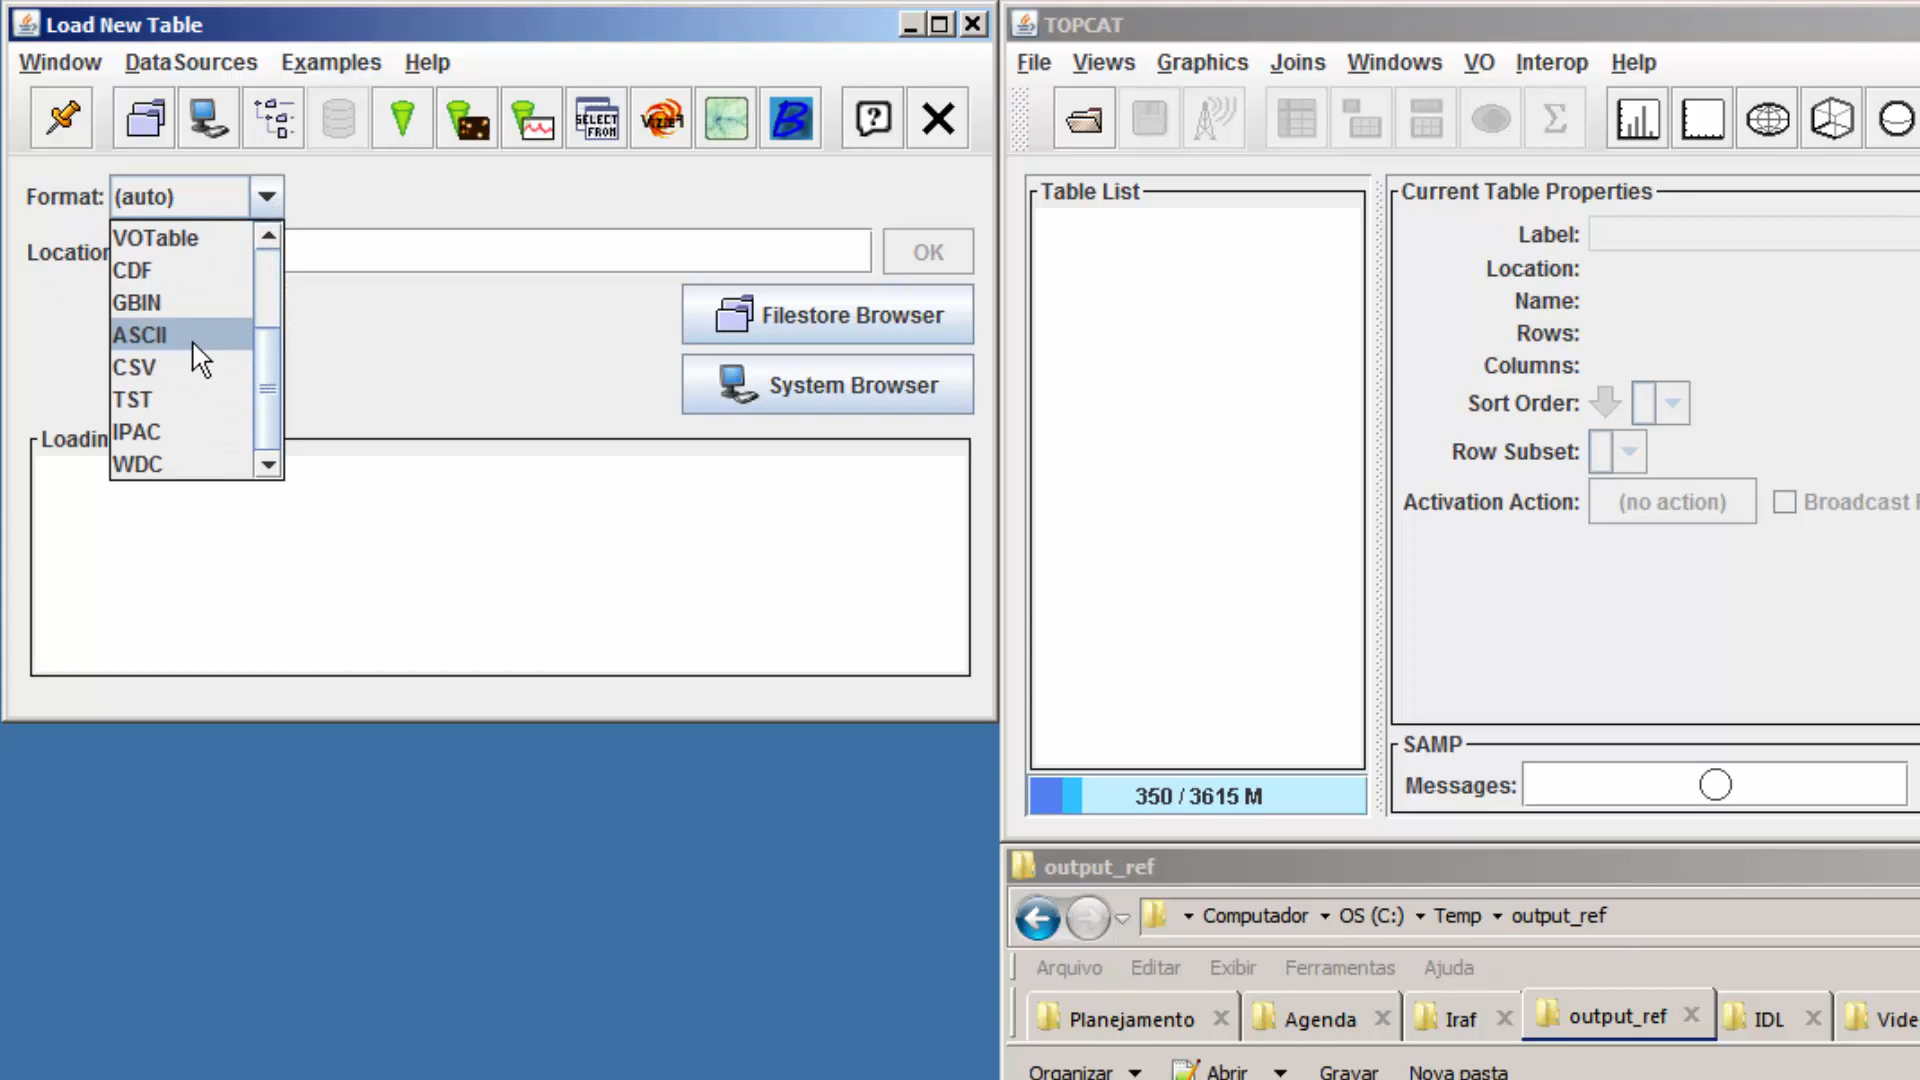 Load New Table
Window DataSources Examples Help
SELECT
FROM
Format: (auto)
VOTable
CDF
GBIN
ASCII
CSV
TST
IPAC
WDC
Location
OK
Filestore Browser
System Browser
Loadin
TOPCAT
File Views Graphics Joins Windows VO Interop Help
Table List
350 / 3615 M
Current Table Properties
Label:
Location:
Name:
Rows:
Columns:
Sort Order:
Row Subset:
Activation Action: (no action) Broadcast
SAMP
Messages:
output_ref
Computador OS (C:) Temp output_ref
Arquivo Editar Exibir Ferramentas Ajuda
Planejamento Agenda Iraf output_ref IDL Vide
Organizar Abrir Gravar Nova pasta